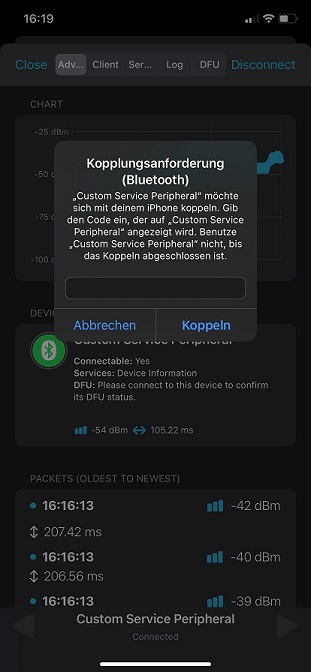 16:19
Close
Adv...
Client
Ser...
Log
DFU
Disconnect
CHART
-25 dBm
-50 d
-100 d
Kopplungsanforderung
(Bluetooth)
„Custom Service Peripheral“ möchte
sich mit deinem iPhone koppeln. Gib
den Code ein, der auf „Custom Service
Peripheral“ angezeigt wird. Benutze
„Custom Service Peripheral“ nicht, bis
das Koppeln abgeschlossen ist.
Abbrechen
Koppeln
DEVIC
Custom Service Peripheral
Connectable: Yes
Services: Device Information
DFU: Please connect to this device to confirm
its DFU status.
-54 dBm
105.22 ms
PACKETS (OLDEST TO NEWEST)
16:16:13
-42 dBm
207.42 ms
16:16:13
-40 dBm
206.56 ms
16:16:13
-39 dBm
Custom Service Peripheral
Connected